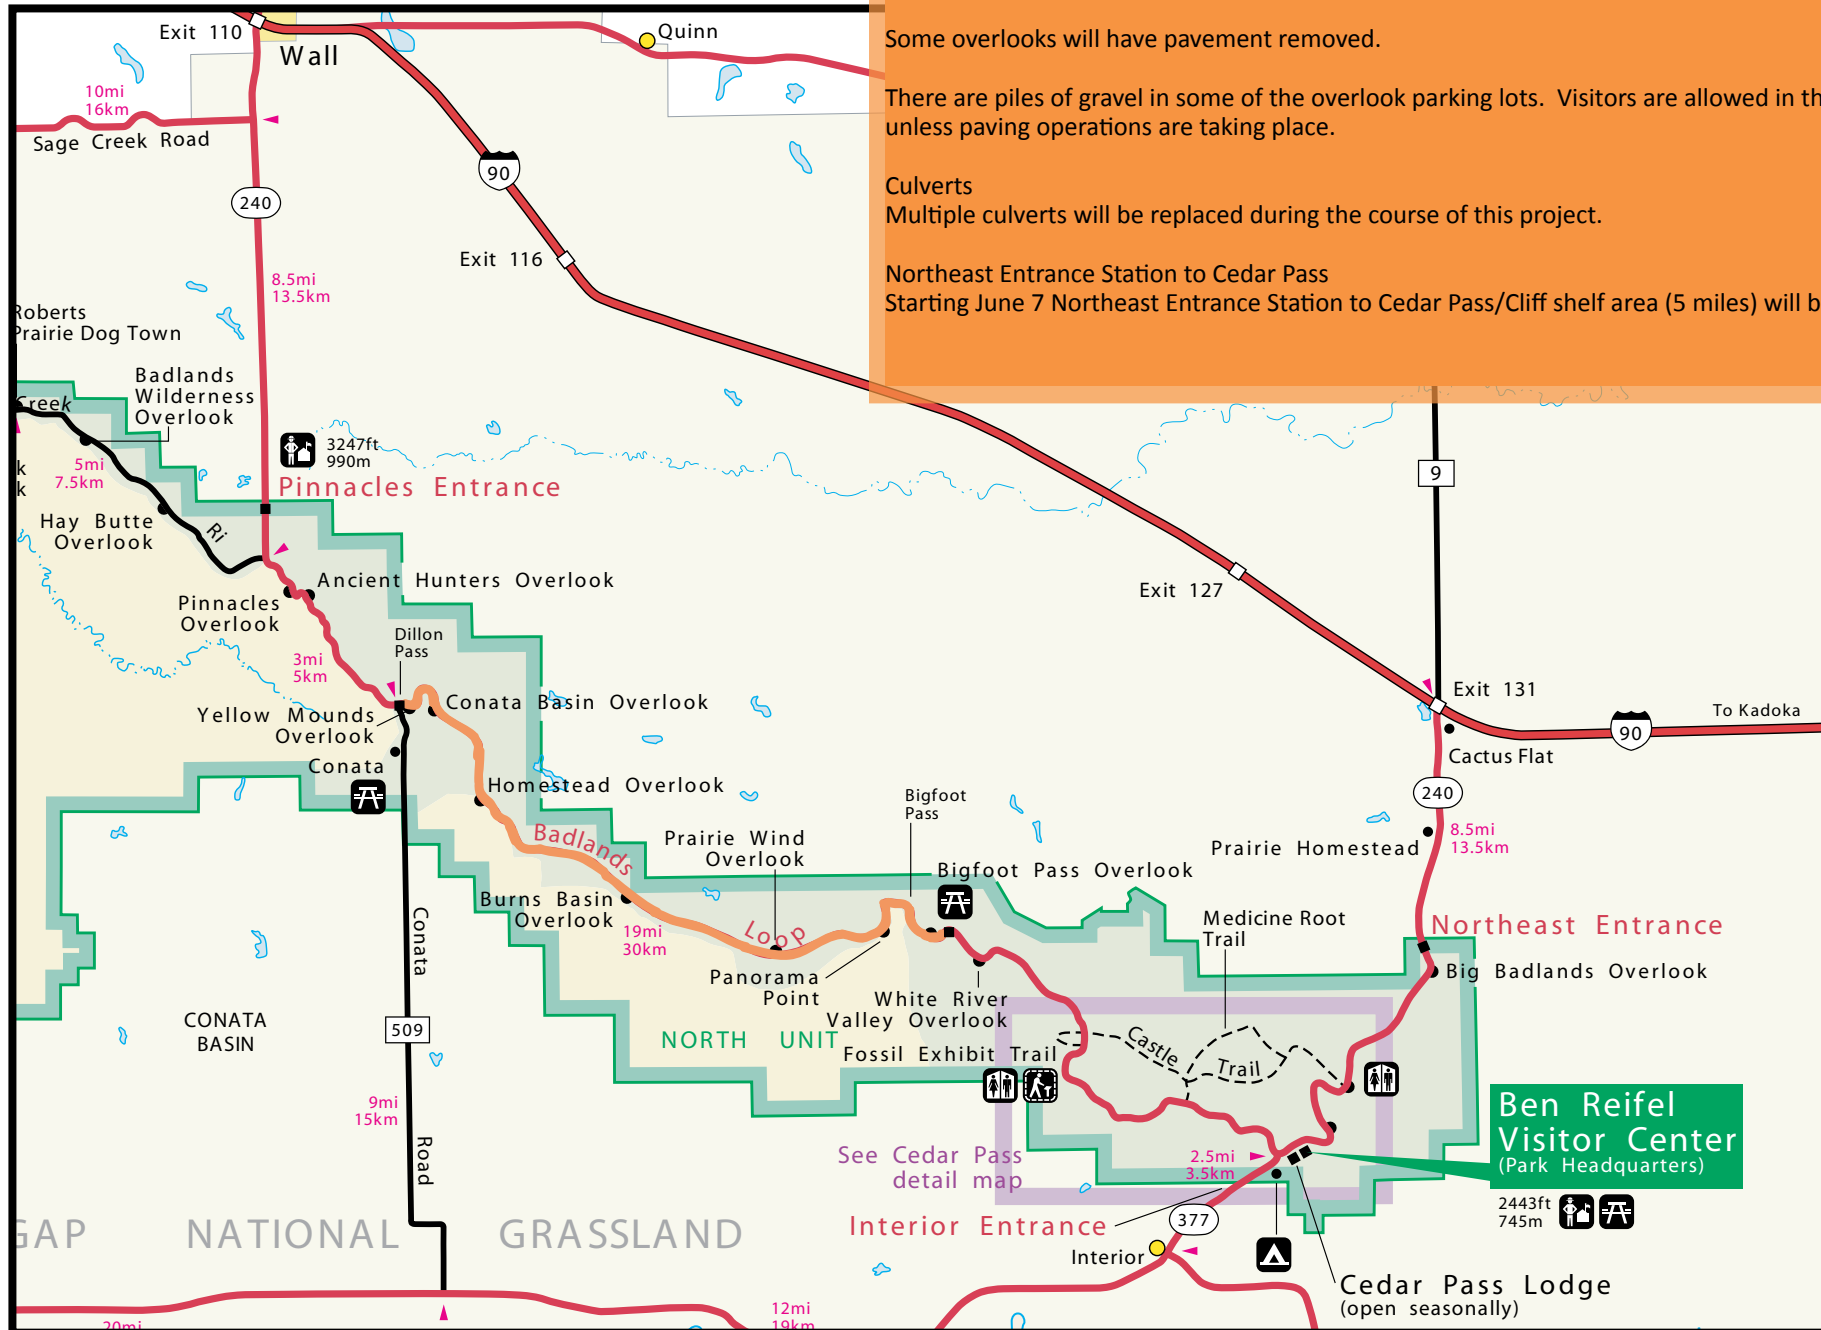 Some overlooks will have pavement removed.
There are piles of gravel in some of the overlook parking lots. Visitors are allowed in th
unless paving operations are taking place.
Culverts
Multiple culverts will be replaced during the course of this project.
Northeast Entrance Station to Cedar Pass
Starting June 7 Northeast Entrance Station to Cedar Pass/Cliff shelf area (5 miles) will b
Exit 110
Wall
Quinn
10mi
16km
Sage Creek Road
90
240
Exit 116
8.5mi
13.5km
Roberts
Prairie Dog Town
Badlands
Wilderness
Overlook
Creek
3247ft
990m
5mi
7.5km
k
k
Pinnacles Entrance
9
Hay Butte
Overlook
Ri
Ancient Hunters Overlook
Pinnacles
Overlook
Exit 127
Dillon
Pass
3mi
5km
Exit 131
Conata Basin Overlook
To Kadoka
90
Yellow Mounds
Overlook
Cactus Flat
Conata
Homestead Overlook
240
Bigfoot
Pass
Badlands
Prairie Wind
Overlook
Prairie Homestead
8.5mi
13.5km
Bigfoot Pass Overlook
Burns Basin
Overlook
Medicine Root
Trail
Northeast Entrance
19mi
30km
Loop
Big Badlands Overlook
Panorama
Point
White River
Valley Overlook
Conata
CONATA
BASIN
509
NORTH UNIT
Fossil Exhibit Trail
Castle
Trail
9mi
15km
Road
Ben Reifel
Visitor Center
(Park Headquarters)
See Cedar Pass
detail map
2.5mi
3.5km
2443ft
745m
GAP NATIONAL GRASSLAND
Interior Entrance
377
Interior
Cedar Pass Lodge
(open seasonally)
20mi
12mi
19km